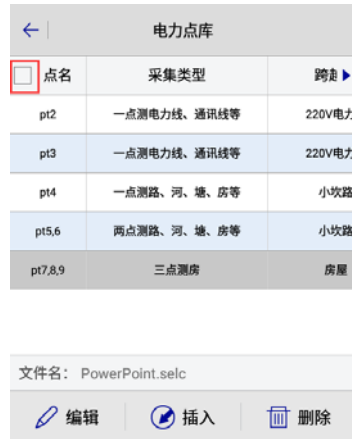 电力点库
点名 采集类型 跨越
pt2 一点测电力线、通讯线等 220V电力
pt3 一点测电力线、通讯线等 220V电力
pt4 一点测路、河、塘、房等 小坎路
pt5,6 两点测路、河、塘、房等 小坎路
pt7,8,9 三点测房 房屋
文件名： PowerPoint.selc
编辑 插入 删除